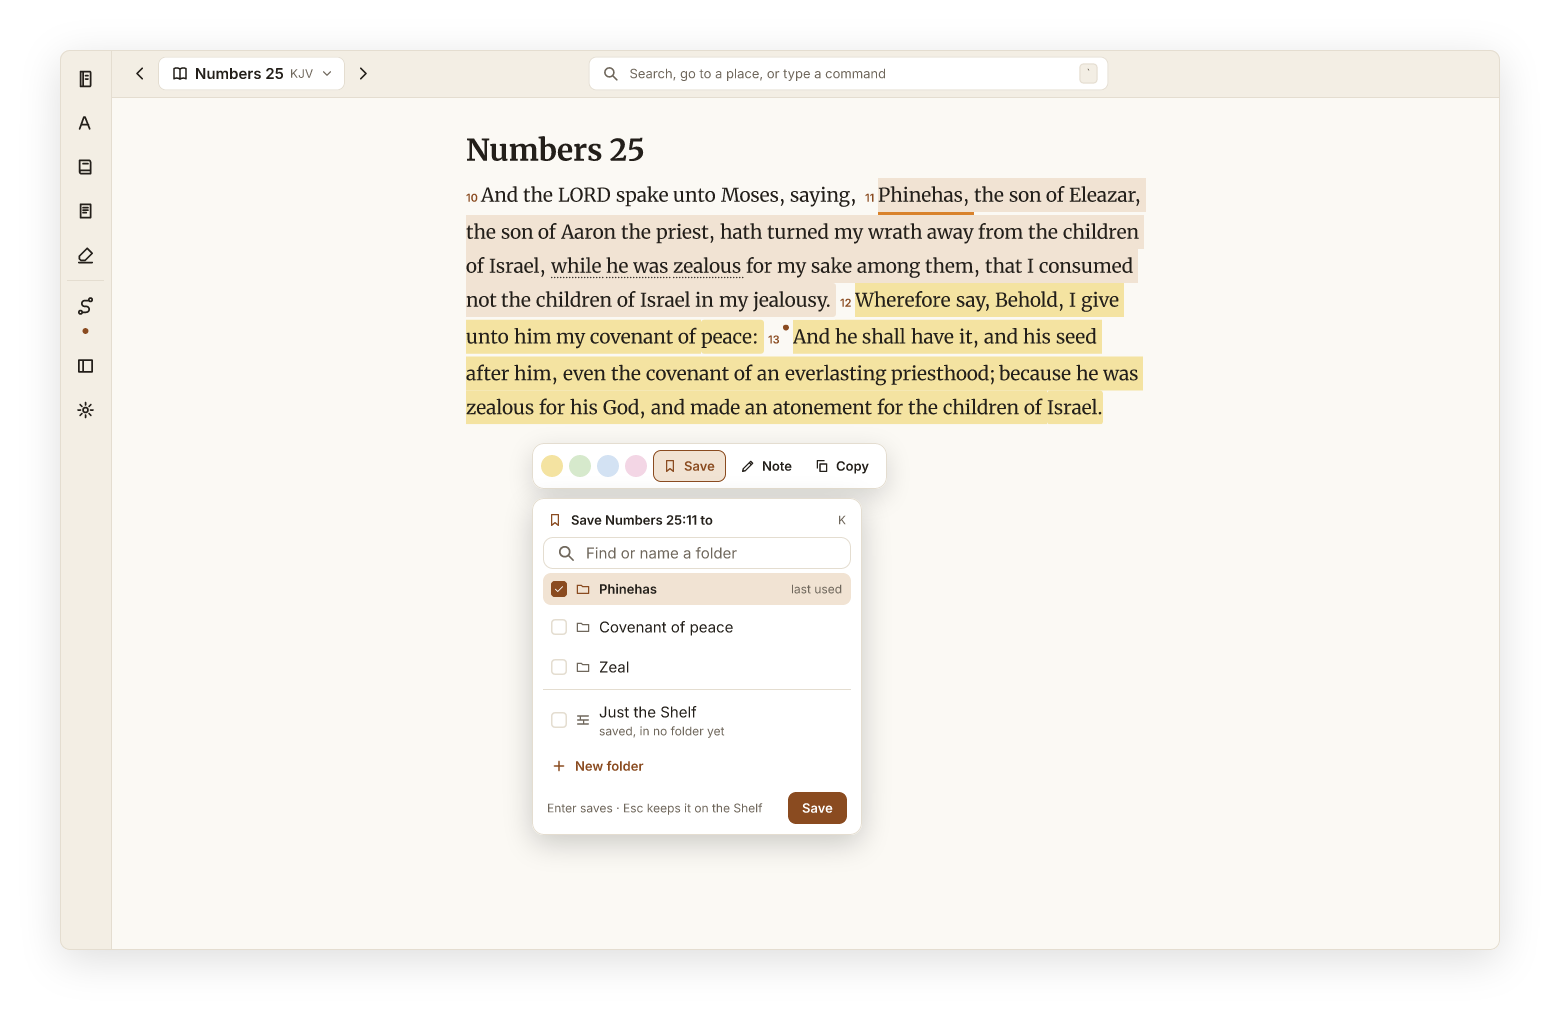 Numbers 25 KJV
Search, go to a place, or type a command
Numbers 25
10 And the LORD spake unto Moses, saying, 11 Phinehas, the son of Eleazar,
the son of Aaron the priest, hath turned my wrath away from the children
of Israel, while he was zealous for my sake among them, that I consumed
not the children of Israel in my jealousy. 12 Wherefore say, Behold, I give
unto him my covenant of peace: 13 And he shall have it, and his seed
after him, even the covenant of an everlasting priesthood; because he was
zealous for his God, and made an atonement for the children of Israel.
Save Note Copy
Save Numbers 25:11 to K
Find or name a folder
Phinehas last used
Covenant of peace
Zeal
Just the Shelf
saved, in no folder yet
+ New folder
Enter saves · Esc keeps it on the Shelf Save